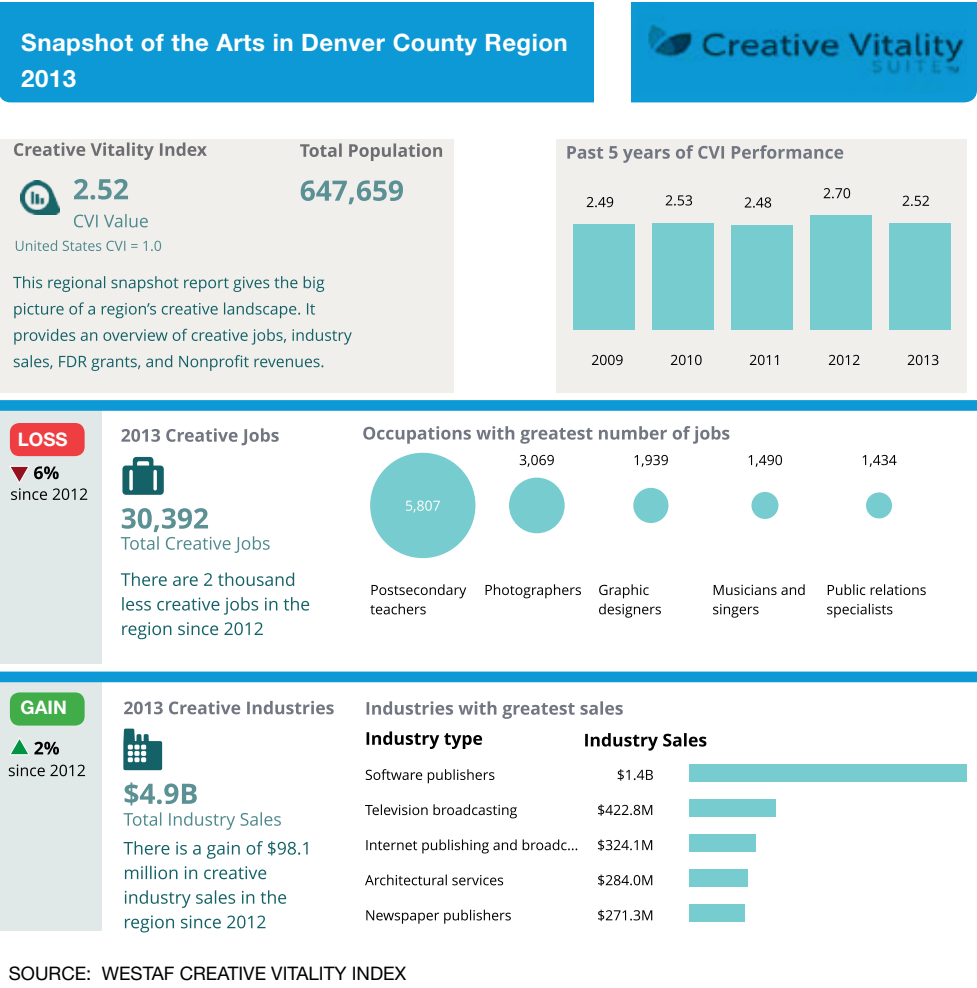 Snapshot of the Arts in Denver County Region
2013
Creative Vitality
SUITE
Creative Vitality Index
2.52
CVI Value
United States CVI = 1.0
Total Population
647,659
This regional snapshot report gives the big
picture of a region's creative landscape. It
provides an overview of creative jobs, industry
sales, FDR grants, and Nonprofit revenues.
Past 5 years of CVI Performance
2.49 2.53 2.48 2.70 2.52
2009 2010 2011 2012 2013
LOSS
6%
since 2012
2013 Creative Jobs
30,392
Total Creative Jobs
There are 2 thousand
less creative jobs in the
region since 2012
Occupations with greatest number of jobs
5,807 3,069 1,939 1,490 1,434
Postsecondary teachers
Photographers
Graphic designers
Musicians and singers
Public relations specialists
GAIN
2%
since 2012
2013 Creative Industries
$4.9B
Total Industry Sales
There is a gain of $98.1
million in creative
industry sales in the
region since 2012
Industries with greatest sales
Industry type Industry Sales
Software publishers $1.4B
Television broadcasting $422.8M
Internet publishing and broadc... $324.1M
Architectural services $284.0M
Newspaper publishers $271.3M
SOURCE: WESTAF CREATIVE VITALITY INDEX